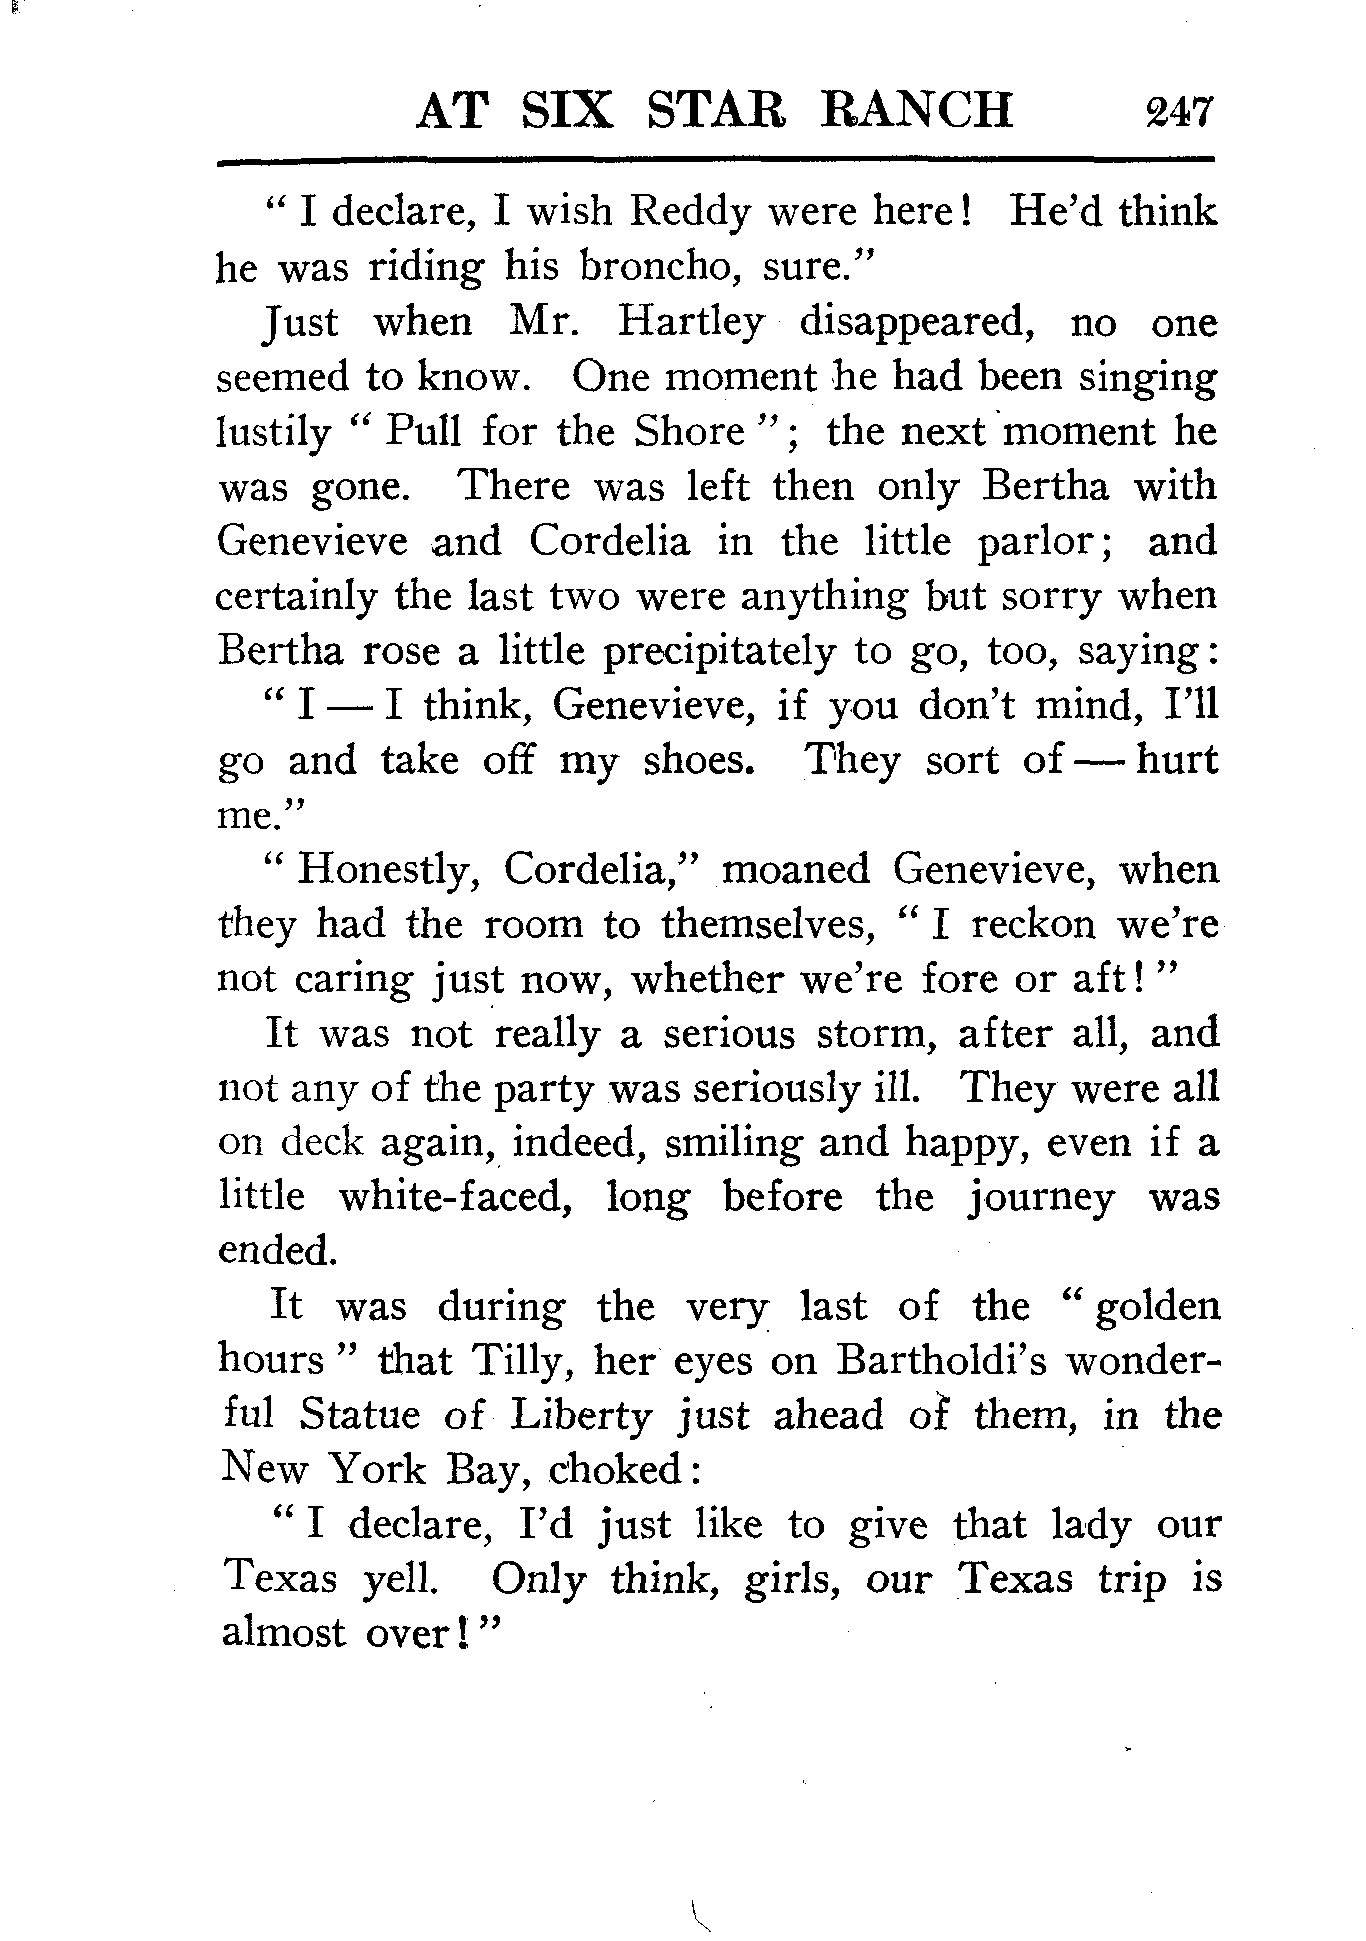 AT SIX STAR RANCH 247
“ I declare, I wish Reddy were here! He’d think
he was riding his broncho, sure.”
Just when Mr. Hartley disappeared, no one
seemed to know. One moment he had been singing
lustily “ Pull for the Shore ”; the next moment he
was gone. There was left then only Bertha with
Genevieve and Cordelia in the little parlor; and
certainly the last two were anything but sorry when
Bertha rose a little precipitately to go, too, saying:
“ I — I think, Genevieve, if you don’t mind, I’ll
go and take off my shoes. They sort of — hurt
me.”
“ Honestly, Cordelia,” moaned Genevieve, when
they had the room to themselves, “ I reckon we’re
not caring just now, whether we’re fore or aft! ”
It was not really a serious storm, after all, and
not any of the party was seriously ill. They were all
on deck again, indeed, smiling and happy, even if a
little white-faced, long before the journey was
ended.
It was during the very last of the “ golden
hours ” that Tilly, her eyes on Bartholdi’s wonder-
ful Statue of Liberty just ahead of them, in the
New York Bay, choked:
“ I declare, I’d just like to give that lady our
Texas yell. Only think, girls, our Texas trip is
almost over! ”